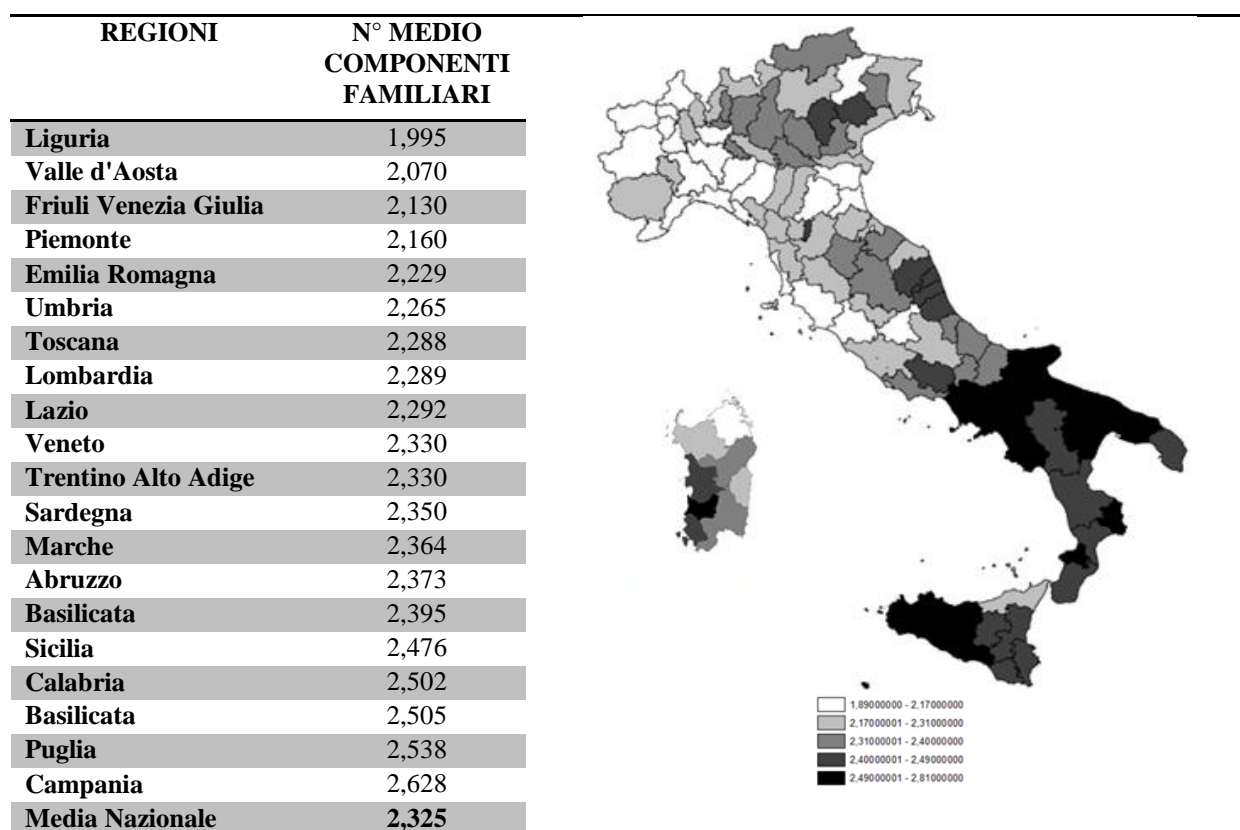 REGIONI N° MEDIO
COMPONENTI
FAMILIARI
Liguria 1,995
Valle d'Aosta 2,070
Friuli Venezia Giulia 2,130
Piemonte 2,160
Emilia Romagna 2,229
Umbria 2,265
Toscana 2,288
Lombardia 2,289
Lazio 2,292
Veneto 2,330
Trentino Alto Adige 2,330
Sardegna 2,350
Marche 2,364
Abruzzo 2,373
Basilicata 2,395
Sicilia 2,476
Calabria 2,502
Basilicata 2,505
Puglia 2,538
Campania 2,628
Media Nazionale 2,325
1,89000000 - 2,17000000
2,17000001 - 2,31000000
2,31000001 - 2,40000000
2,40000001 - 2,49000000
2,49000001 - 2,81000000